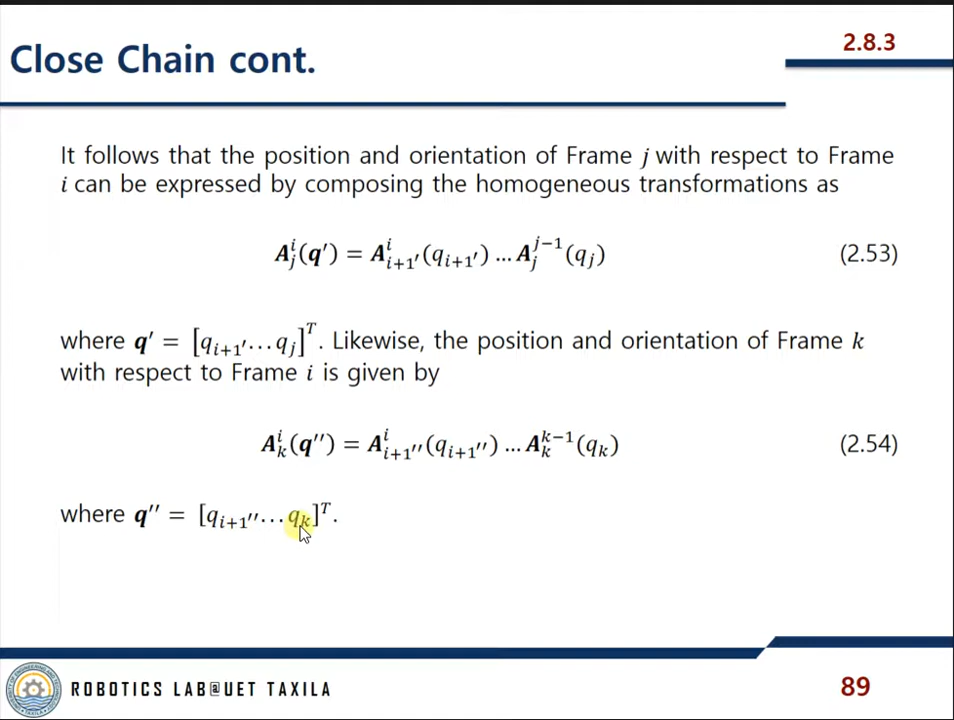 2.8.3
Close Chain cont.
It follows that the position and orientation of Frame j with respect to Frame
i can be expressed by composing the homogeneous transformations as
A^i_j(q′) = A^i_{i+1′}(q_{i+1′}) … A^{j−1}_j(q_j) (2.53)
where q′ = [q_{i+1′}…q_j]^T. Likewise, the position and orientation of Frame k
with respect to Frame i is given by
A^i_k(q′′) = A^i_{i+1′′}(q_{i+1′′}) … A^{k−1}_k(q_k) (2.54)
where q′′ = [q_{i+1′′}…q_k]^T.
ROBOTICS LAB@UET TAXILA
89